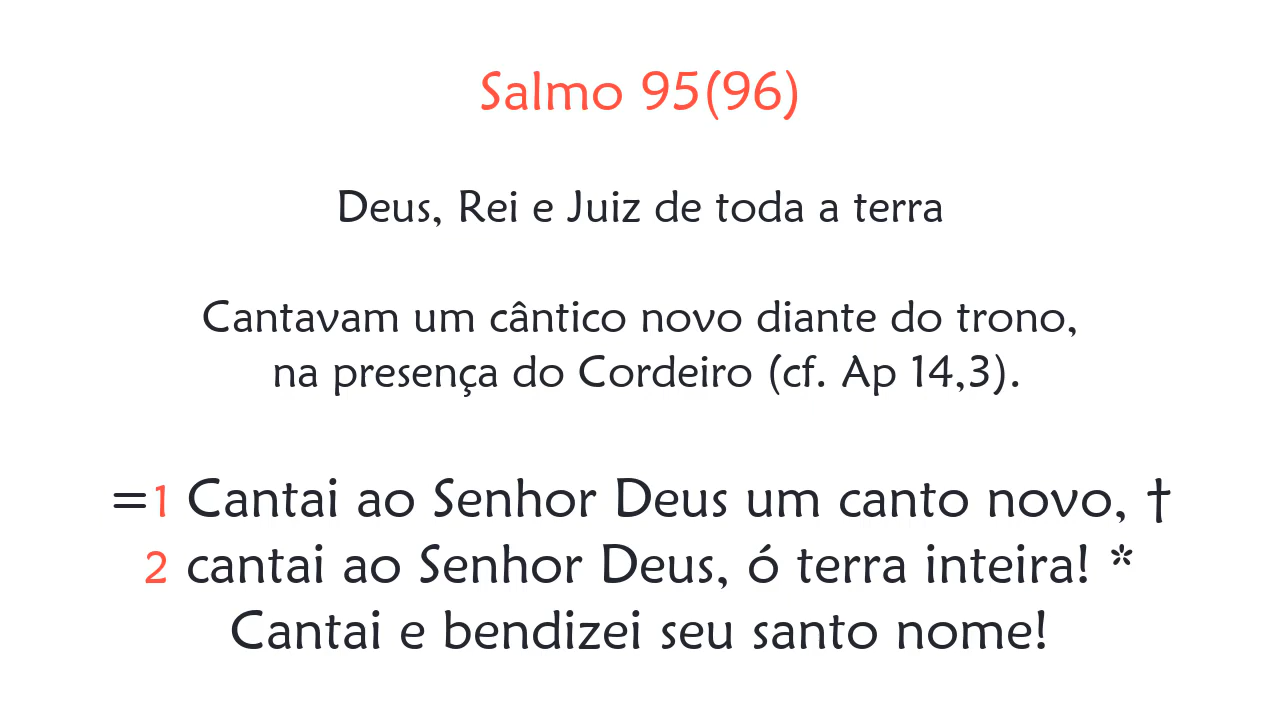 Salmo 95(96)
Deus, Rei e Juiz de toda a terra
Cantavam um cântico novo diante do trono,
na presença do Cordeiro (cf. Ap 14,3).
=1 Cantai ao Senhor Deus um canto novo, †
2 cantai ao Senhor Deus, ó terra inteira! *
Cantai e bendizei seu santo nome!